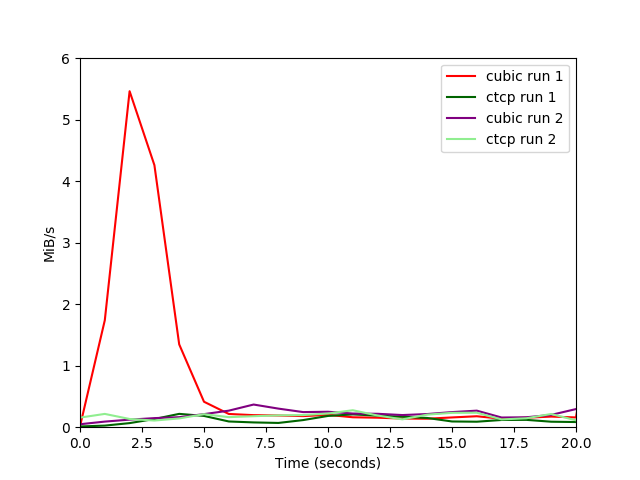 6
5
4
3
2
1
0
MiB/s
0.0 2.5 5.0 7.5 10.0 12.5 15.0 17.5 20.0
Time (seconds)
cubic run 1
ctcp run 1
cubic run 2
ctcp run 2